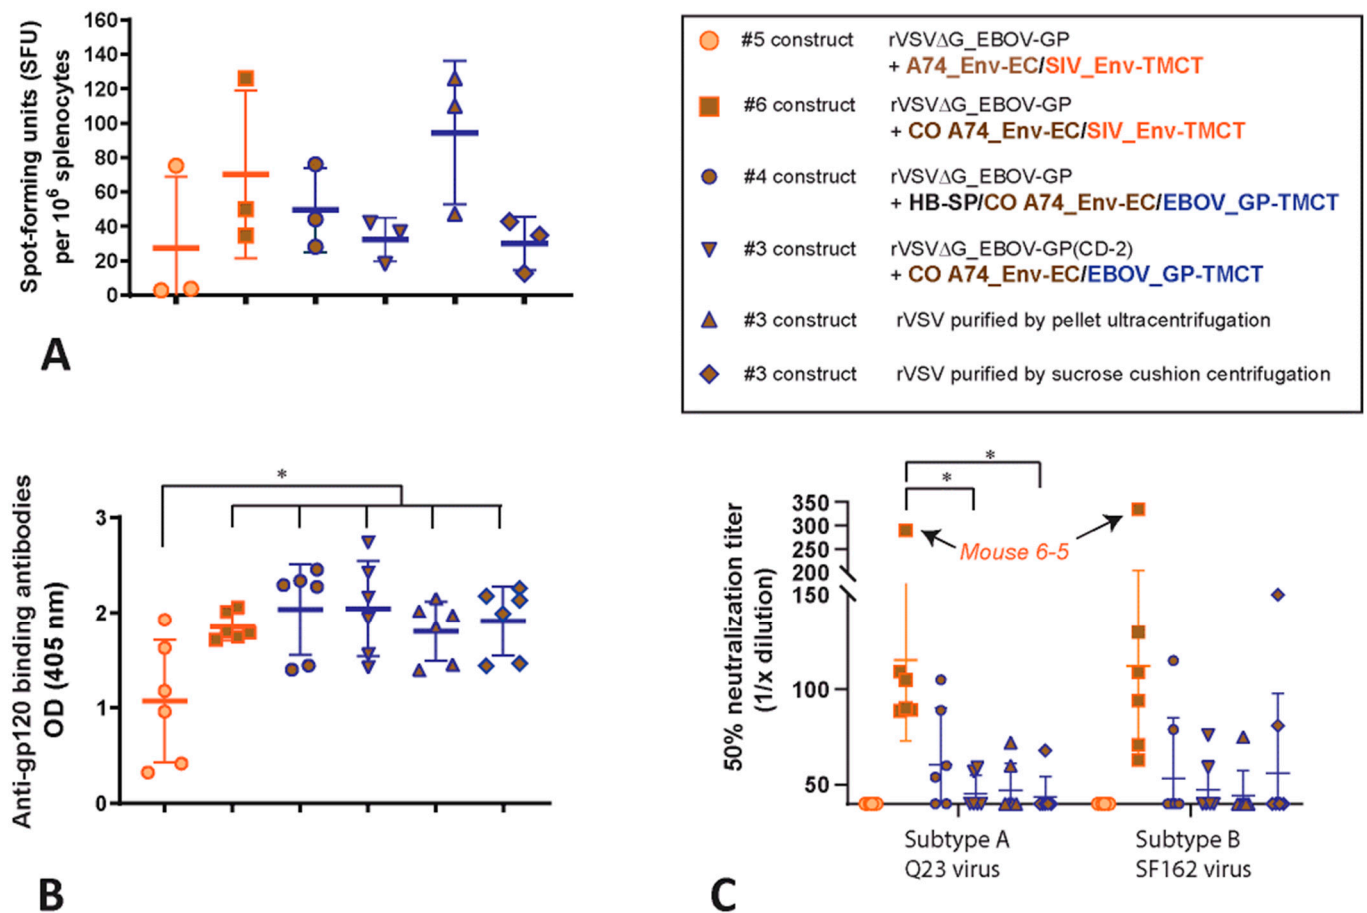 Spot-forming units (SFU)
per 10⁶ splenocytes
160
140
120
100
80
60
40
20
0
A
#5 construct rVSVΔG_EBOV-GP
+ A74_Env-EC/SIV_Env-TMCT
#6 construct rVSVΔG_EBOV-GP
+ CO A74_Env-EC/SIV_Env-TMCT
#4 construct rVSVΔG_EBOV-GP
+ HB-SP/CO A74_Env-EC/EBOV_GP-TMCT
#3 construct rVSVΔG_EBOV-GP(CD-2)
+ CO A74_Env-EC/EBOV_GP-TMCT
#3 construct rVSV purified by pellet ultracentrifugation
#3 construct rVSV purified by sucrose cushion centrifugation
Anti-gp120 binding antibodies
OD (405 nm)
3
2
1
0
*
B
50% neutralization titer
(1/x dilution)
350
300
250
200
150
100
50
*
*
Mouse 6-5
Subtype A
Q23 virus
Subtype B
SF162 virus
C